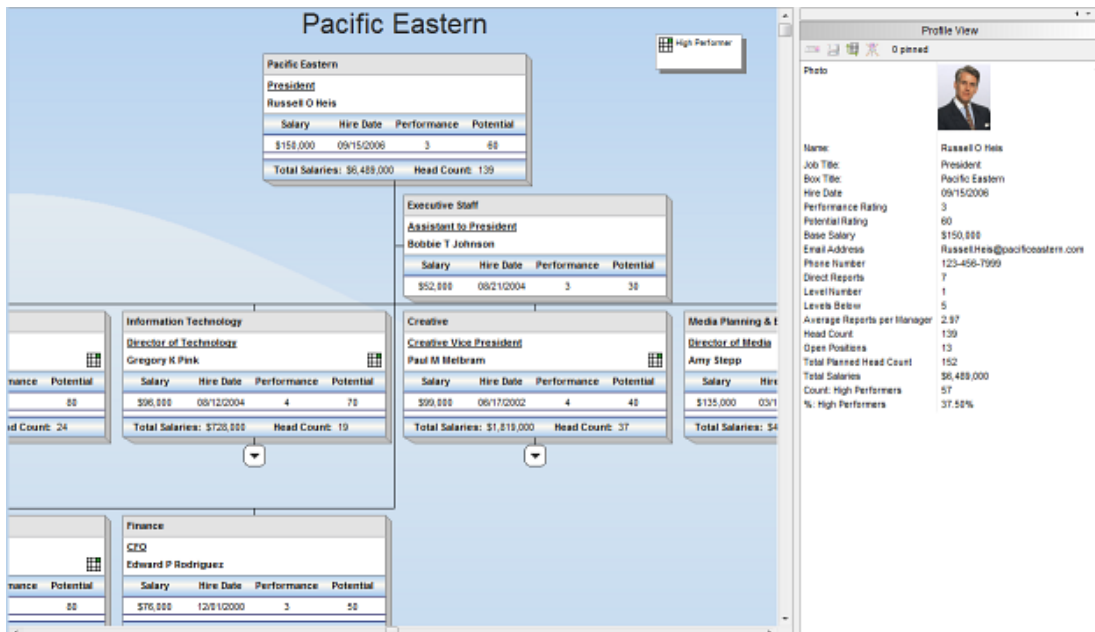 Pacific Eastern
High Performer
Pacific Eastern
President
Russell O Heis
Salary Hire Date Performance Potential
$150,000 09/15/2006 3 60
Total Salaries: $6,489,000 Head Count: 139
Executive Staff
Assistant to President
Bobbie T Johnson
Salary Hire Date Performance Potential
$52,000 08/21/2004 3 30
mance Potential
80
d Count: 24
Information Technology
Director of Technology
Gregory K Pink
Salary Hire Date Performance Potential
$96,000 08/12/2004 4 70
Total Salaries: $728,000 Head Count: 19
Creative
Creative Vice President
Paul M Melbram
Salary Hire Date Performance Potential
$99,000 06/17/2002 4 40
Total Salaries: $1,819,000 Head Count: 37
Media Planning &
Director of Media
Amy Stepp
Salary Hire
$135,000 03/1
Total Salaries: $4
mance Potential
80
Finance
CFO
Edward P Rodriguez
Salary Hire Date Performance Potential
$76,000 12/01/2000 3 50
Profile View
0 pinned
Photo
Name: Russell O Heis
Job Title: President
Box Title: Pacific Eastern
Hire Date 09/15/2006
Performance Rating 3
Potential Rating 60
Base Salary $150,000
Email Address Russell.Heis@pacificeastern.com
Phone Number 123-456-7999
Direct Reports 7
Level Number 1
Levels Below 5
Average Reports per Manager 2.97
Head Count 139
Open Positions 13
Total Planned Head Count 152
Total Salaries $6,489,000
Count: High Performers 57
%: High Performers 37.50%